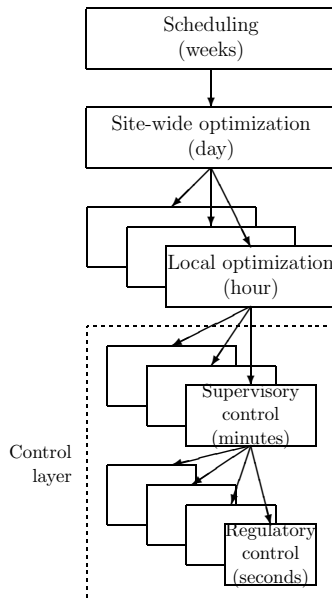 Scheduling
(weeks)
Site-wide optimization
(day)
Local optimization
(hour)
Supervisory
control
(minutes)
Control
layer
Regulatory
control
(seconds)